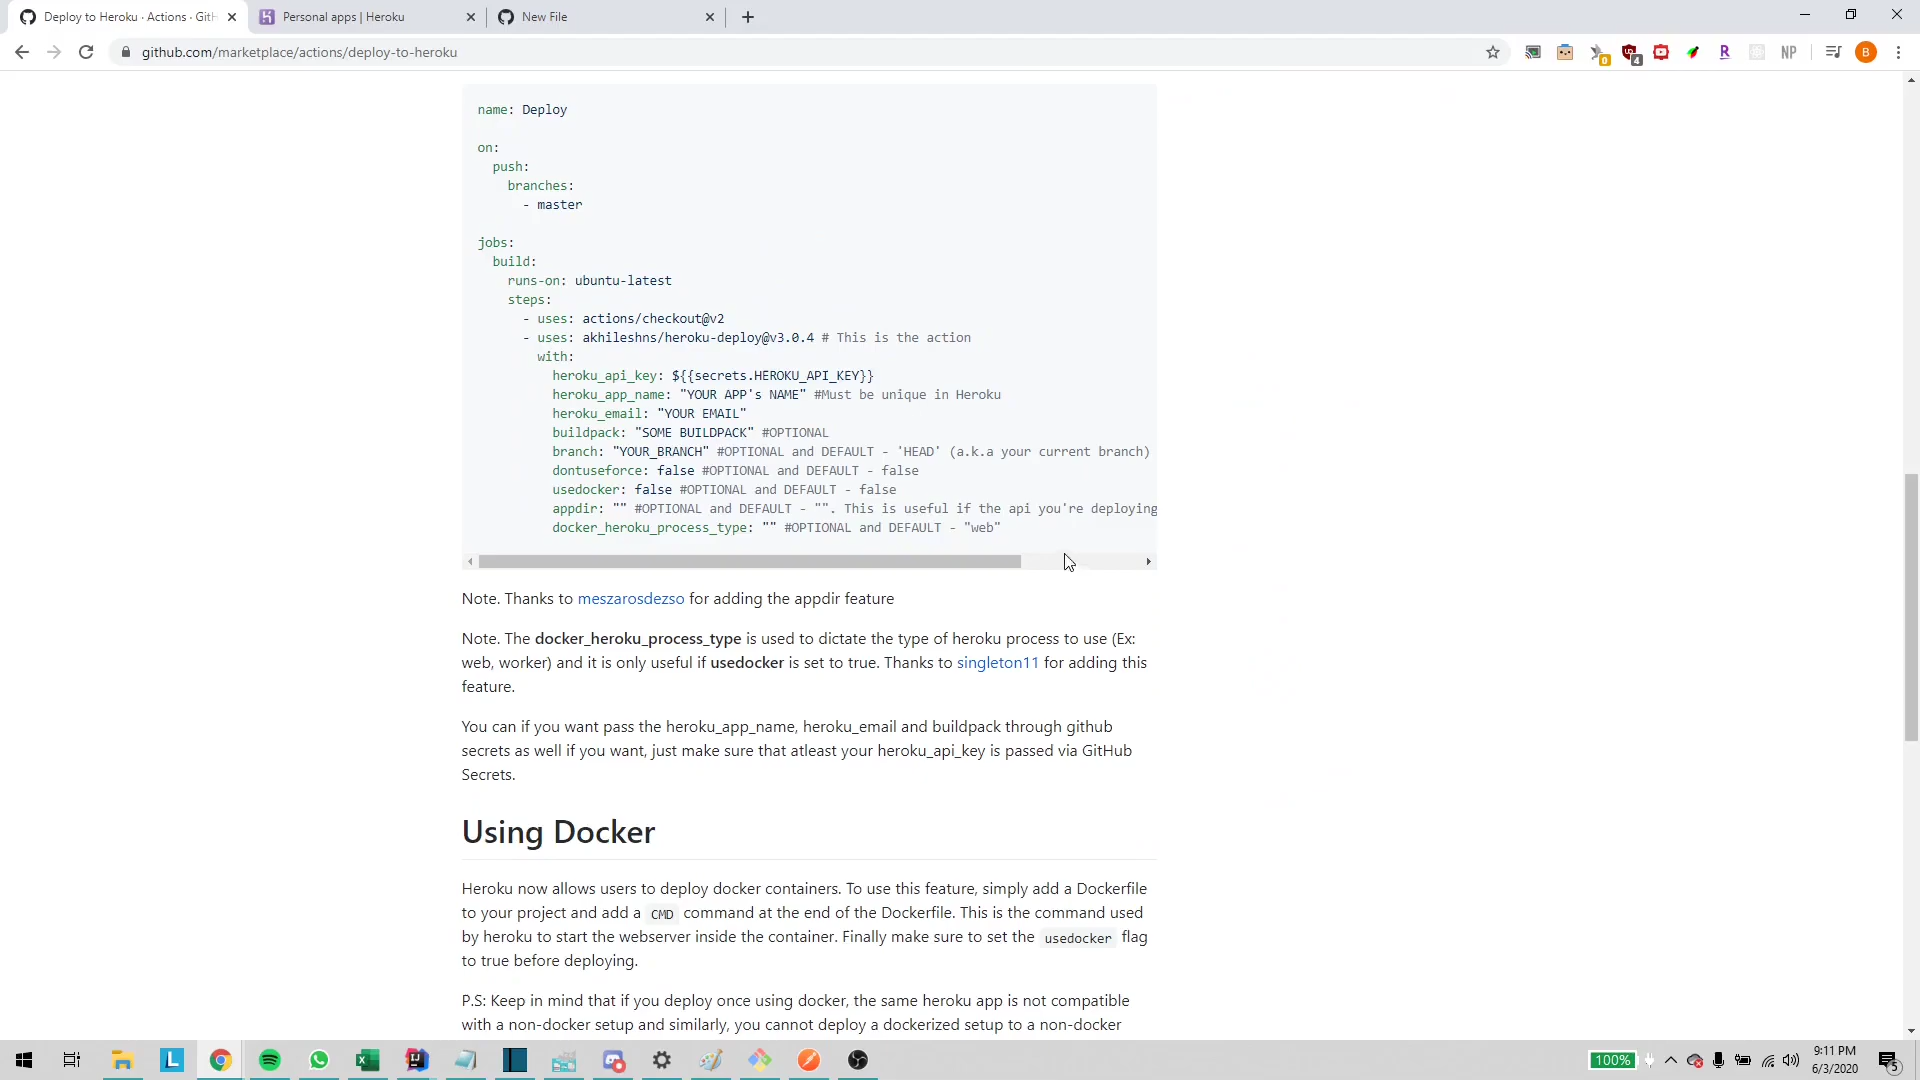 Deploy to Heroku · Actions · GitH
Personal apps | Heroku
New File
github.com/marketplace/actions/deploy-to-heroku
0
4
R
NP
B
name: Deploy
on:
push:
branches:
- master
jobs:
build:
runs-on: ubuntu-latest
steps:
- uses: actions/checkout@v2
- uses: akhileshns/heroku-deploy@v3.0.4 # This is the action
with:
heroku_api_key: ${{secrets.HEROKU_API_KEY}}
heroku_app_name: "YOUR APP's NAME" #Must be unique in Heroku
heroku_email: "YOUR EMAIL"
buildpack: "SOME BUILDPACK" #OPTIONAL
branch: "YOUR_BRANCH" #OPTIONAL and DEFAULT - 'HEAD' (a.k.a your current branch)
dontuseforce: false #OPTIONAL and DEFAULT - false
usedocker: false #OPTIONAL and DEFAULT - false
appdir: "" #OPTIONAL and DEFAULT - "". This is useful if the api you're deploying
docker_heroku_process_type: "" #OPTIONAL and DEFAULT - "web"
Note. Thanks to meszarosdezso for adding the appdir feature
Note. The docker_heroku_process_type is used to dictate the type of heroku process to use (Ex:
web, worker) and it is only useful if usedocker is set to true. Thanks to singleton11 for adding this
feature.
You can if you want pass the heroku_app_name, heroku_email and buildpack through github
secrets as well if you want, just make sure that atleast your heroku_api_key is passed via GitHub
Secrets.
Using Docker
Heroku now allows users to deploy docker containers. To use this feature, simply add a Dockerfile
to your project and add a CMD command at the end of the Dockerfile. This is the command used
by heroku to start the webserver inside the container. Finally make sure to set the usedocker flag
to true before deploying.
P.S: Keep in mind that if you deploy once using docker, the same heroku app is not compatible
with a non-docker setup and similarly, you cannot deploy a dockerized setup to a non-docker
L
100%
9:11 PM
6/3/2020
5